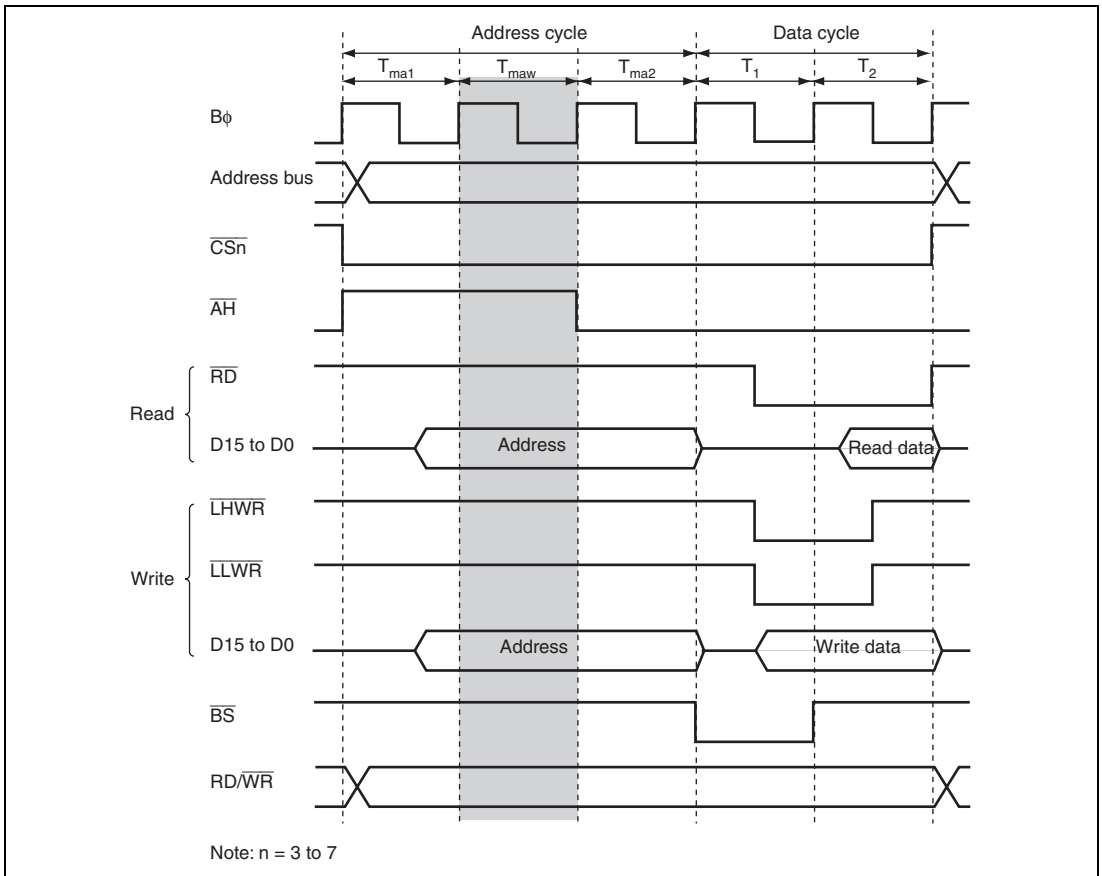 Address cycle Data cycle
Tma1 Tmaw Tma2 T1 T2
Bϕ
Address bus
CSn
AH
RD
Read
D15 to D0 Address Read data
LHWR
Write LLWR
D15 to D0 Address Write data
BS
RD/WR
Note: n = 3 to 7